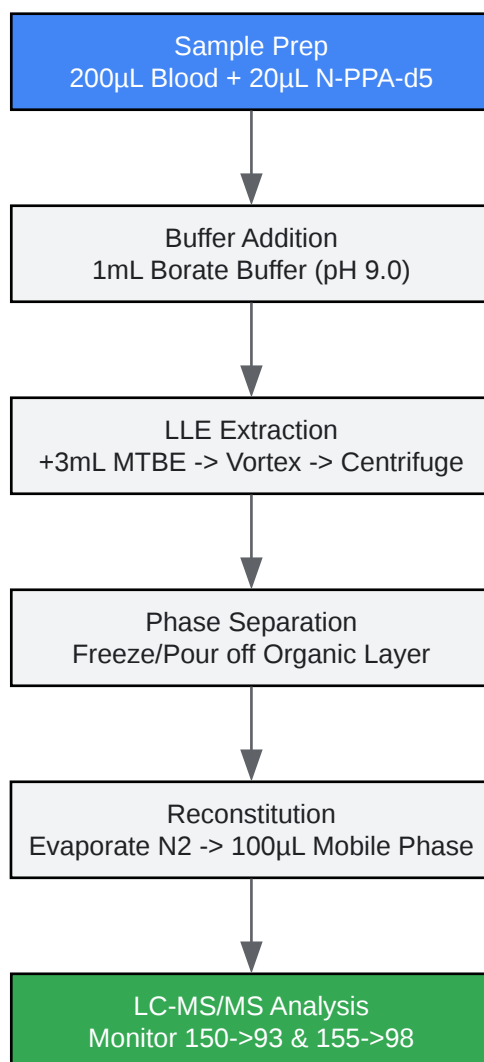 Sample Prep
200µL Blood + 20µL N-PPA-d5
Buffer Addition
1mL Borate Buffer (pH 9.0)
LLE Extraction
+3mL MTBE -> Vortex -> Centrifuge
Phase Separation
Freeze/Pour off Organic Layer
Reconstitution
Evaporate N2 -> 100µL Mobile Phase
LC-MS/MS Analysis
Monitor 150->93 & 155->98